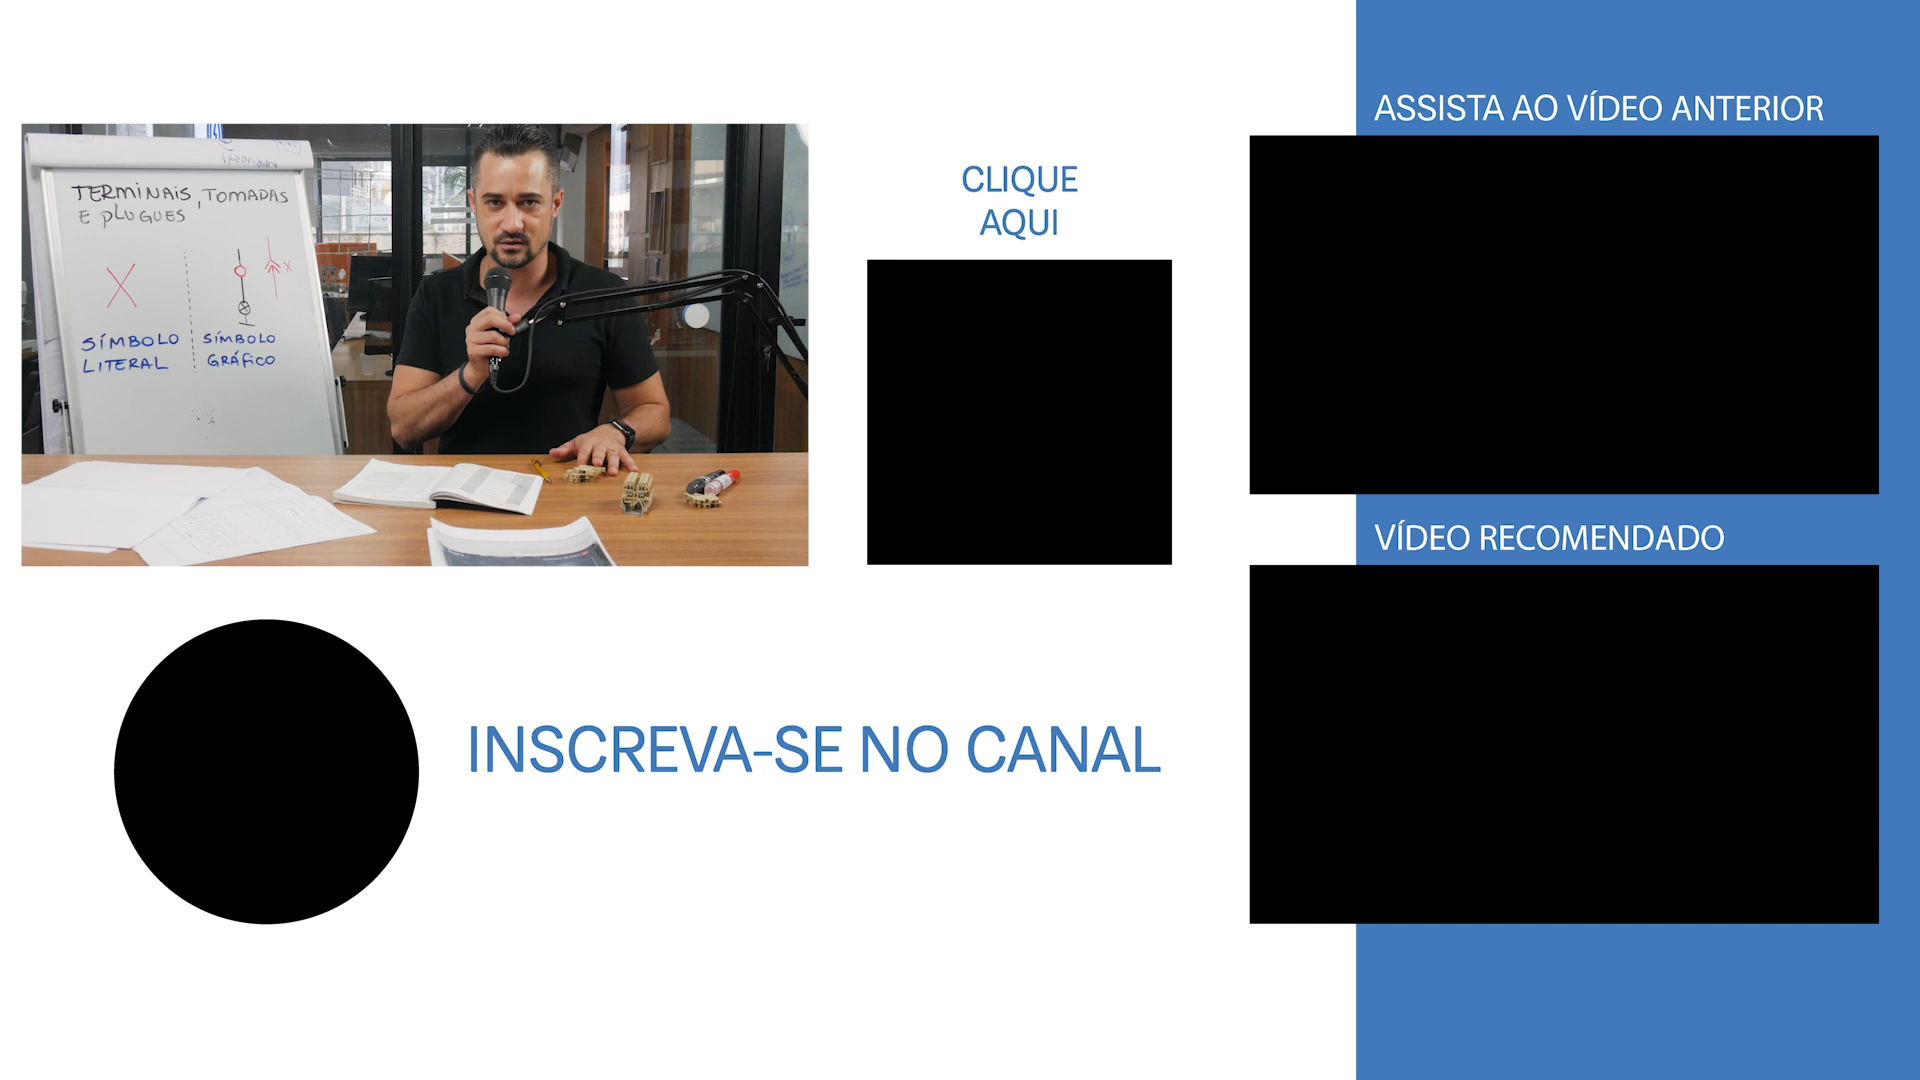 TERMINAIS, TOMADAS
E PLUGUES
X
X
SÍMBOLO
LITERAL
SÍMBOLO
GRÁFICO
CLIQUE
AQUI
ASSISTA AO VÍDEO ANTERIOR
VÍDEO RECOMENDADO
INSCREVA-SE NO CANAL